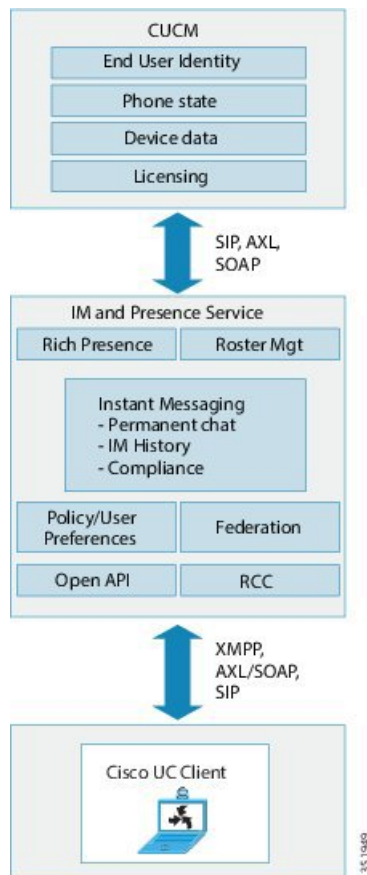 CUCM
End User Identity
Phone state
Device data
Licensing
SIP, AXL,
SOAP
IM and Presence Service
Rich Presence
Roster Mgt
Instant Messaging
- Permanent chat
- IM History
- Compliance
Policy/User
Preferences
Federation
Open API
RCC
XMPP,
AXL/SOAP,
SIP
Cisco UC Client
351949